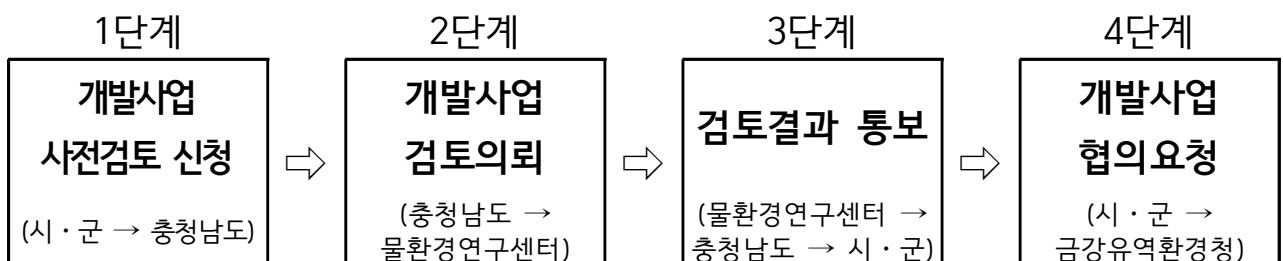 1단계
개발사업
사전검토 신청
(시・군 → 충청남도)
2단계
개발사업
검토의뢰
(충청남도 →
물환경연구센터)
3단계
검토결과 통보
(물환경연구센터 →
충청남도 → 시・군)
4단계
개발사업
협의요청
(시・군 →
금강유역환경청)